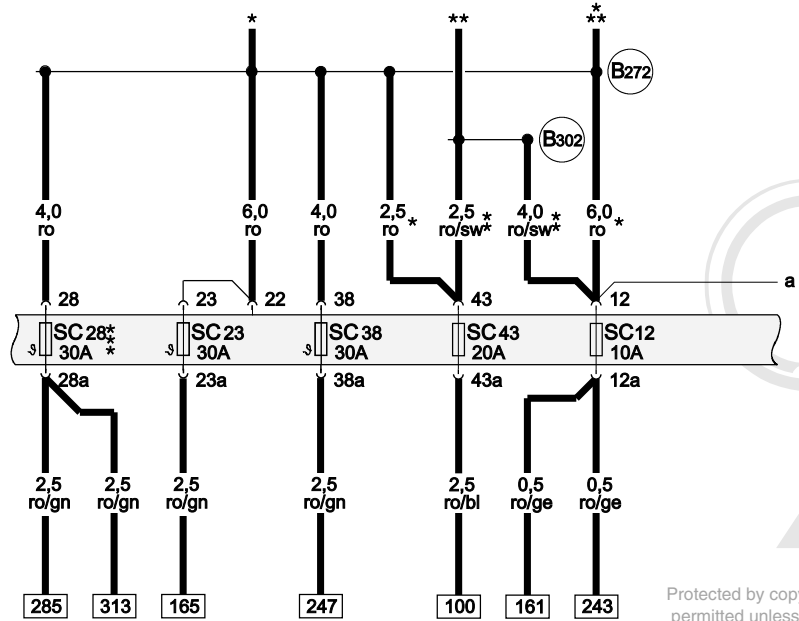 * ** *
**
B272
B302
4,0 6,0 4,0 2,5 2,5 4,0 6,0
ro ro ro ro * ro/sw* ro/sw* ro *
28 23 22 38 43 12 a
SC 28 * SC 23 SC 38 SC 43 SC 12
* *
30A 30A 30A 20A 10A
28a 23a 38a 43a 12a
2,5 2,5 2,5 2,5 2,5 0,5 0,5
ro/gn ro/gn ro/gn ro/gn ro/bl ro/ge ro/ge
285 313 165 247 100 161 243
Protected by copy
permitted unless